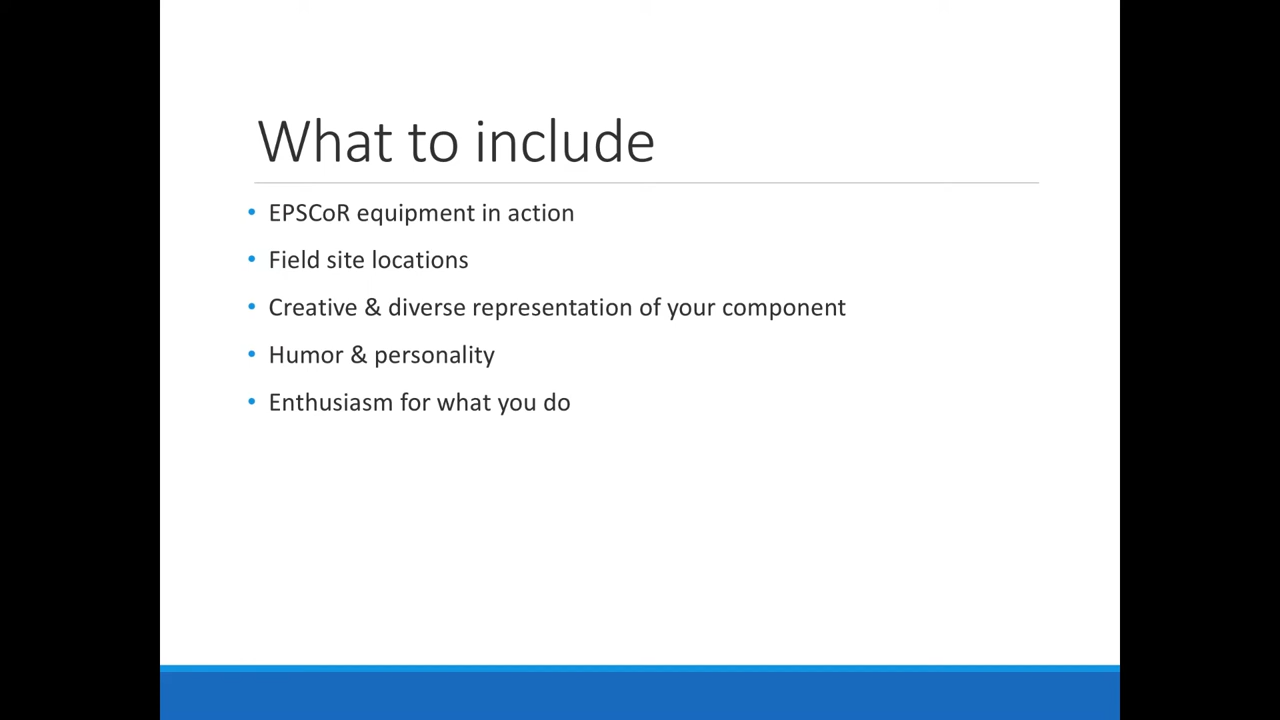 What to include
• EPSCoR equipment in action
• Field site locations
• Creative & diverse representation of your component
• Humor & personality
• Enthusiasm for what you do